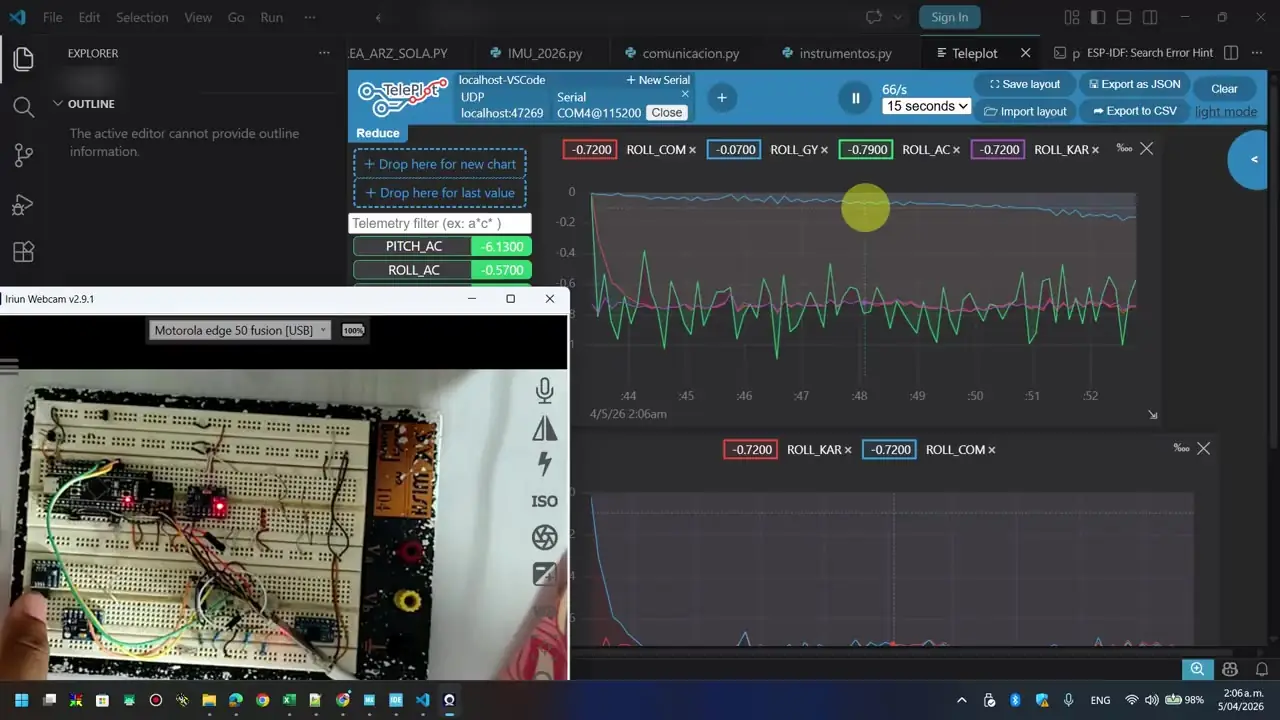 File Edit Selection View Go Run ···
Sign In
EXPLORER ···
OUTLINE
The active editor cannot provide outline
information.
EA_ARZ_SOLA.PY IMU_2026.py comunicacion.py instrumentos.py Teleplot p ESP-IDF: Search Error Hint ···
TelePlot
localhost-VSCode + New Serial
UDP Serial
localhost:47269 COM4@115200 Close
+
66/s
15 seconds
Save layout Export as JSON Clear
Import layout Export to CSV light mode
Reduce
+ Drop here for new chart
+ Drop here for last value
Telemetry filter (ex: a*c* )
PITCH_AC -6.1300
ROLL_AC -0.5700
<
-0.7200 ROLL_COM× -0.0700 ROLL_GY× -0.7900 ROLL_AC× -0.7200 ROLL_KAR×
0
-0.2
:44 :45 :46 :47 :48 :49 :50 :51 :52
4/5/26 2:06am
-0.7200 ROLL_KAR× -0.7200 ROLL_COM×
Iriun Webcam v2.9.1
Motorola edge 50 fusion [USB] 100%
ISO
ENG 98% 2:06 a. m.
5/04/2026